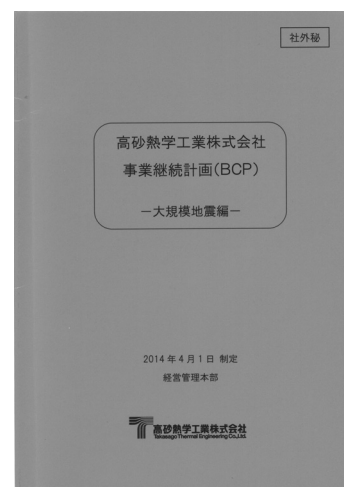 社外秘
高砂熱学工業株式会社
事業継続計画(BCP)
－大規模地震編－
2014年4月1日 制定
経営管理本部
高砂熱学工業株式会社
Takasago Thermal Engineering Co.,Ltd.